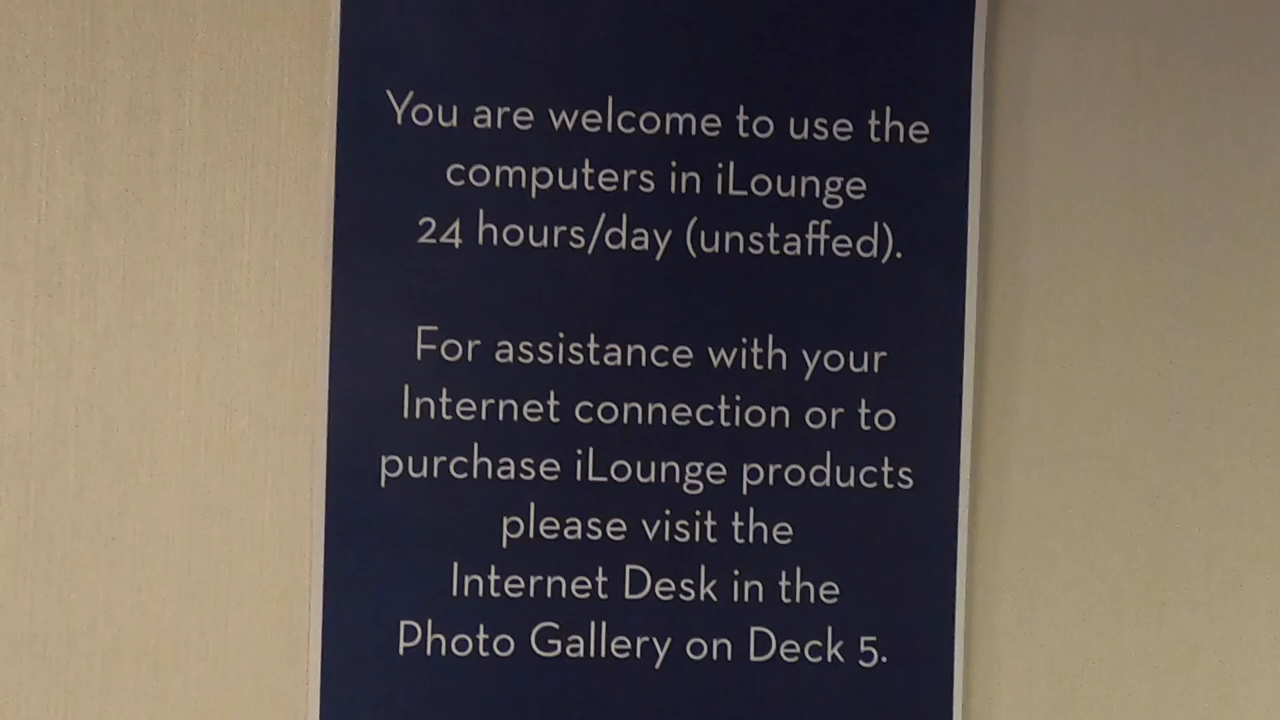 You are welcome to use the
computers in iLounge
24 hours/day (unstaffed).
For assistance with your
Internet connection or to
purchase iLounge products
please visit the
Internet Desk in the
Photo Gallery on Deck 5.